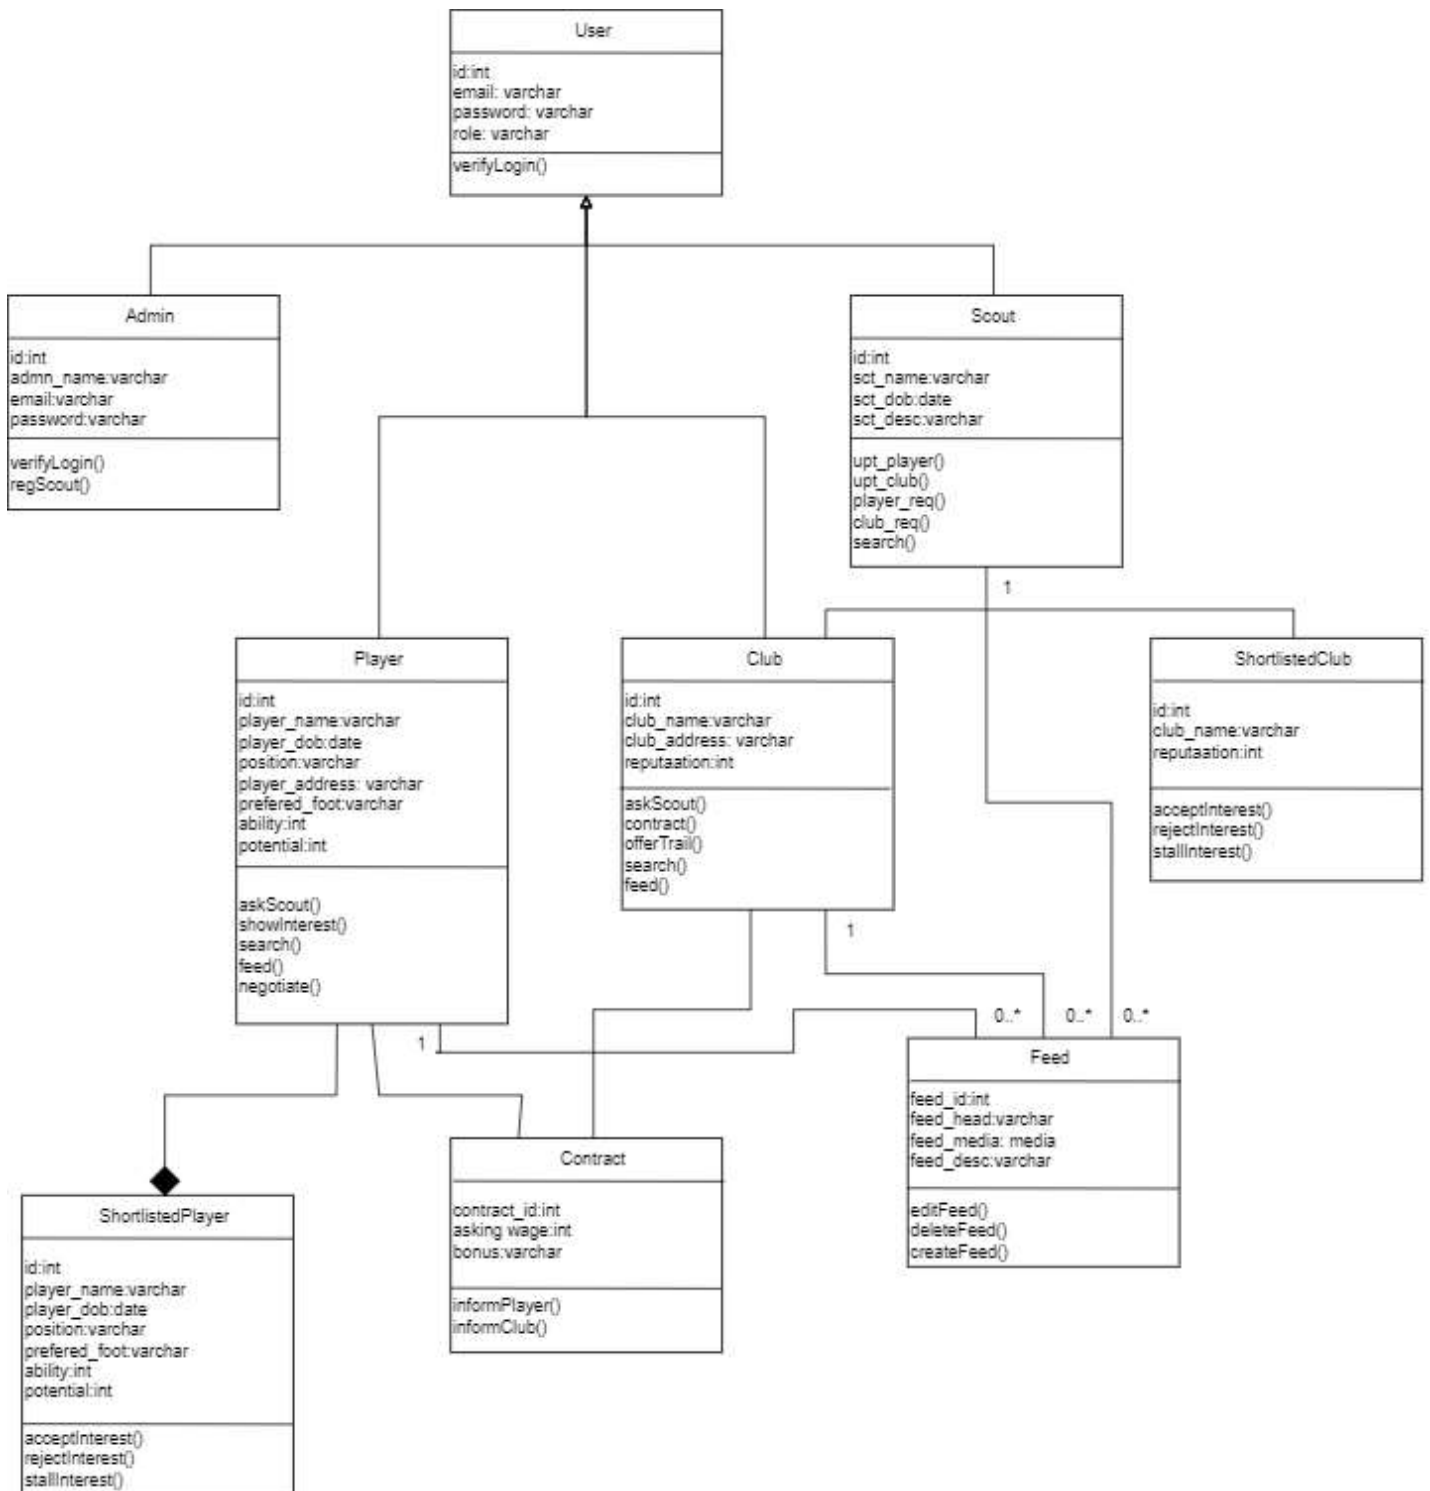 User
id:int
email: varchar
password: varchar
role: varchar
verifyLogin()
Admin
id:int
admn_name:varchar
email:varchar
password:varchar
verifyLogin()
regScout()
Scout
id:int
sct_name:varchar
sct_dob:date
sct_desc:varchar
upt_player()
upt_club()
player_req()
club_req()
search()
1
Player
id:int
player_name:varchar
player_dob:date
position:varchar
player_address: varchar
prefered_foot:varchar
ability:int
potential:int
askScout()
showInterest()
search()
feed()
negotiate()
1
Club
id:int
club_name:varchar
club_address: varchar
reputaation:int
askScout()
contract()
offerTrail()
search()
feed()
1
ShortlistedClub
id:int
club_name:varchar
reputaation:int
acceptInterest()
rejectInterest()
stallInterest()
0..*
0..*
0..*
Feed
feed_id:int
feed_head:varchar
feed_media: media
feed_desc:varchar
editFeed()
deleteFeed()
createFeed()
Contract
contract_id:int
asking wage:int
bonus:varchar
informPlayer()
informClub()
ShortlistedPlayer
id:int
player_name:varchar
player_dob:date
position:varchar
prefered_foot:varchar
ability:int
potential:int
acceptInterest()
rejectInterest()
stallInterest()